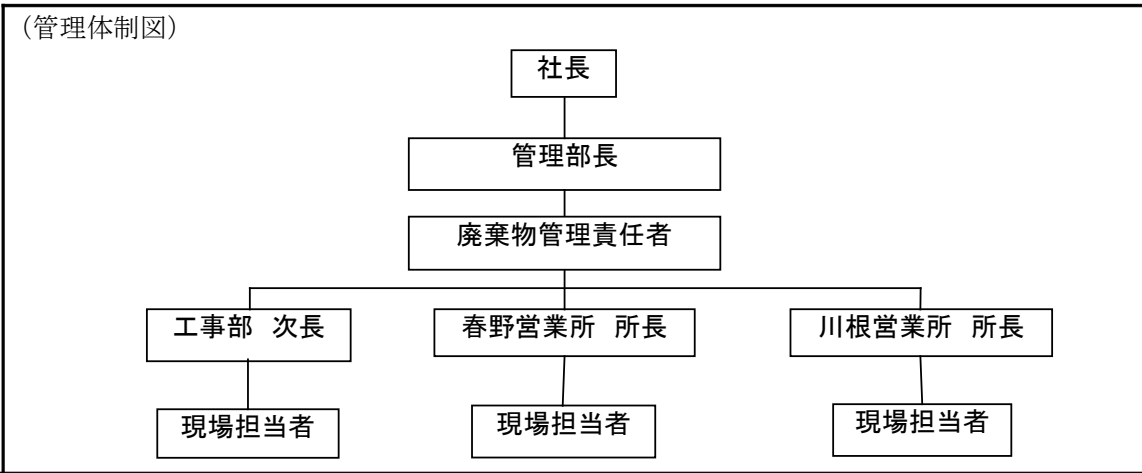 （管理体制図）
社長
管理部長
廃棄物管理責任者
工事部　次長
春野営業所　所長
川根営業所　所長
現場担当者
現場担当者
現場担当者